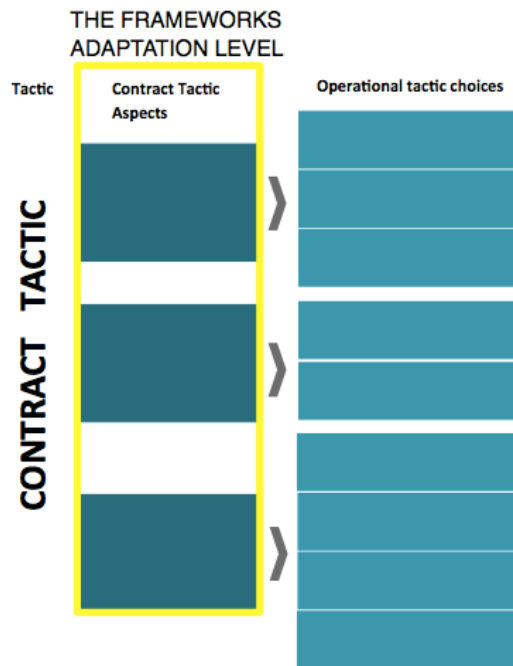 THE FRAMEWORKS
ADAPTATION LEVEL
Tactic
Contract Tactic
Aspects
Operational tactic choices
CONTRACT TACTIC